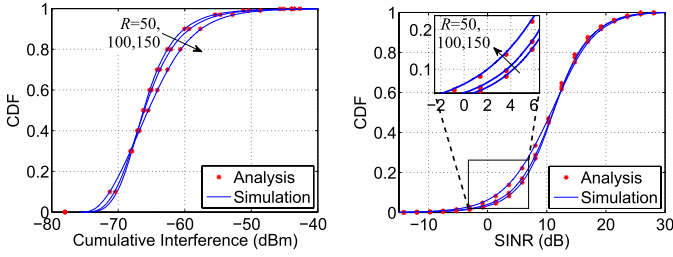 1
0.8
0.6
0.4
0.2
0
CDF
R=50,
100,150
Analysis
Simulation
−80 −70 −60 −50 −40
Cumulative Interference (dBm)
1
0.8
0.6
0.4
0.2
0
CDF
0.2
0.1
R=50,
100,150
−2 0 2 4 6
Analysis
Simulation
−10 0 10 20 30
SINR (dB)